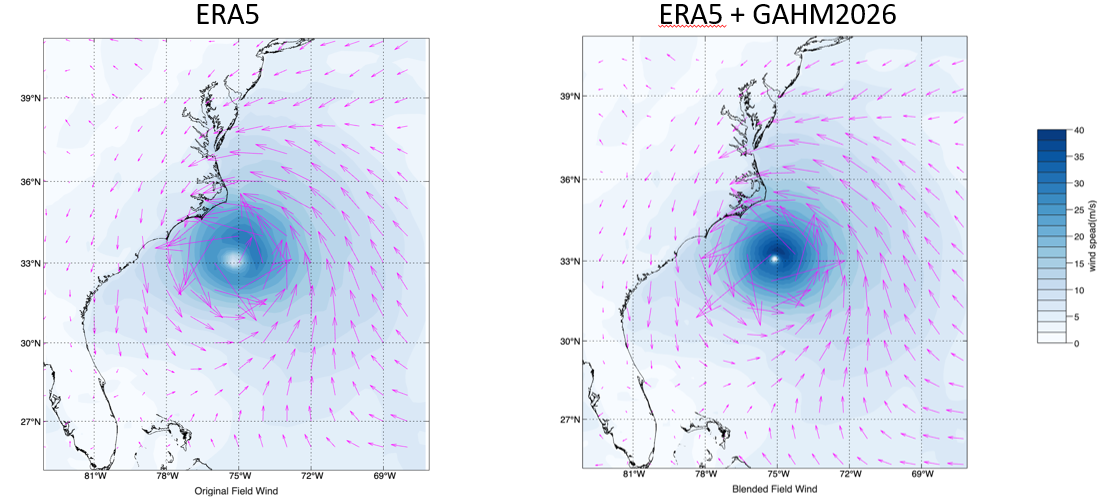 ERA5
ERA5 + GAHM2026
39°N
36°N
33°N
30°N
27°N
81°W 78°W 75°W 72°W 69°W
Original Field Wind
39°N
36°N
33°N
30°N
27°N
81°W 78°W 75°W 72°W 69°W
Blended Field Wind
40
35
30
25
20
15
10
5
0
wind spead(m/s)